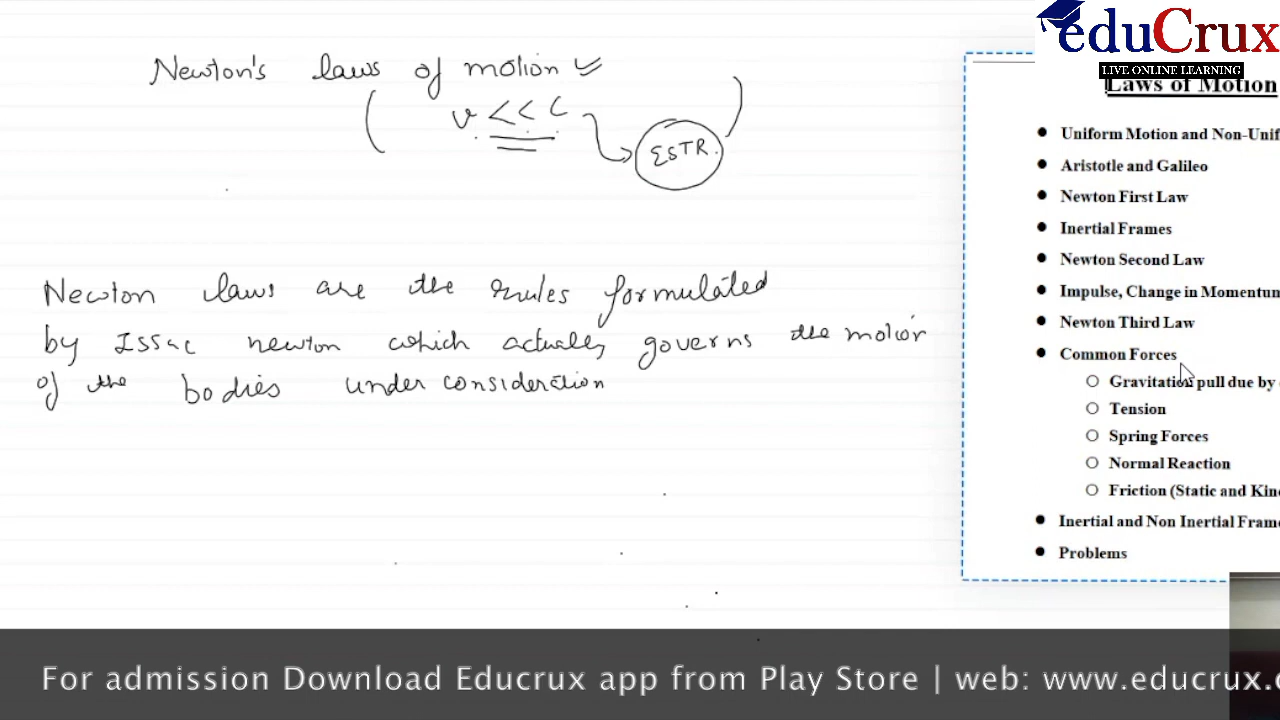 Newton's laws of motion
v << c
ESTR.
Newton laws are the rules formulated
by Issac newton which actually governs the motion
of the bodies under consideration
eduCrux
LIVE ONLINE LEARNING
Laws of Motion
● Uniform Motion and Non-Unif
● Aristotle and Galileo
● Newton First Law
● Inertial Frames
● Newton Second Law
● Impulse, Change in Momentum
● Newton Third Law
● Common Forces
○ Gravitation pull due by
○ Tension
○ Spring Forces
○ Normal Reaction
○ Friction (Static and Kine
● Inertial and Non Inertial Frame
● Problems
For admission Download Educrux app from Play Store | web: www.educrux.c